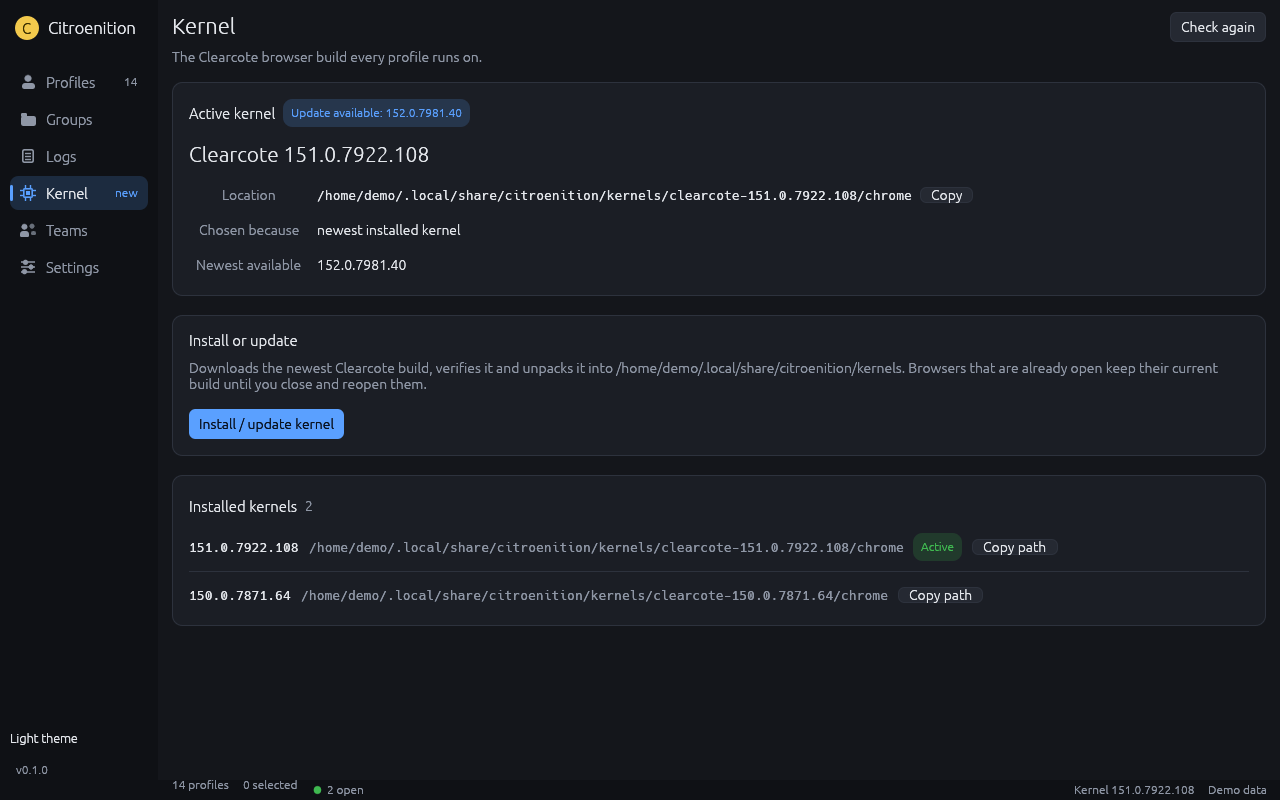 C Citroenition
Profiles 14
Groups
Logs
Kernel new
Teams
Settings
Light theme
v0.1.0
Kernel
Check again
The Clearcote browser build every profile runs on.
Active kernel Update available: 152.0.7981.40
Clearcote 151.0.7922.108
Location /home/demo/.local/share/citroenition/kernels/clearcote-151.0.7922.108/chrome Copy
Chosen because newest installed kernel
Newest available 152.0.7981.40
Install or update
Downloads the newest Clearcote build, verifies it and unpacks it into /home/demo/.local/share/citroenition/kernels. Browsers that are already open keep their current
build until you close and reopen them.
Install / update kernel
Installed kernels 2
151.0.7922.108 /home/demo/.local/share/citroenition/kernels/clearcote-151.0.7922.108/chrome Active Copy path
150.0.7871.64 /home/demo/.local/share/citroenition/kernels/clearcote-150.0.7871.64/chrome Copy path
14 profiles 0 selected 2 open Kernel 151.0.7922.108 Demo data